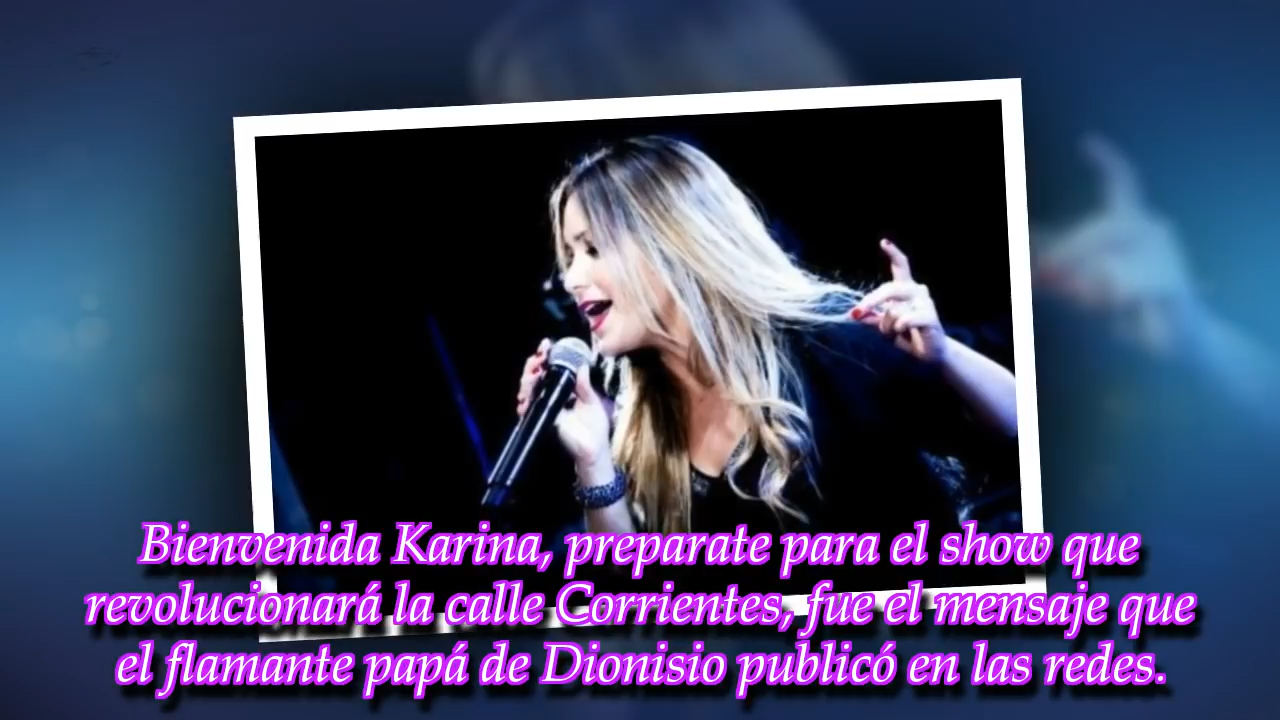 Bienvenida Karina, preparate para el show que
revolucionará la calle Corrientes, fue el mensaje que
el flamante papá de Dionisio publicó en las redes.